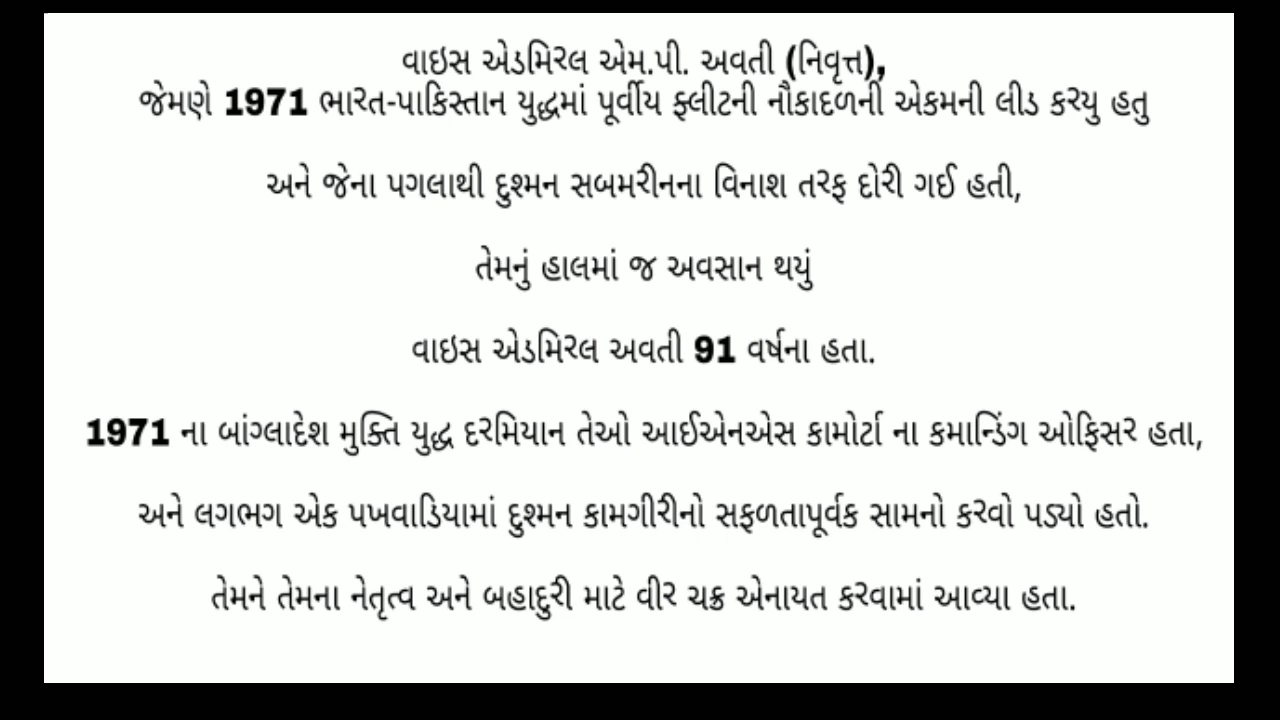 વાઇસ એડમિરલ એમ.પી. અવતી (નિવૃત્ત),
જેમણે 1971 ભારત-પાકિસ્તાન યુદ્ધમાં પૂર્વીય ફ્લીટની નૌકાદળની એકમની લીડ કરયુ હતુ
અને જેના પગલાથી દુશ્મન સબમરીનના વિનાશ તરફ દોરી ગઈ હતી,
તેમનું હાલમાં જ અવસાન થયું
વાઇસ એડમિરલ અવતી 91 વર્ષના હતા.
1971 ના બાંગ્લાદેશ મુક્તિ યુદ્ધ દરમિયાન તેઓ આઈએનએસ કામોર્ટા ના કમાન્ડિંગ ઓફિસર હતા,
અને લગભગ એક પખવાડિયામાં દુશ્મન કામગીરીનો સફળતાપૂર્વક સામનો કરવો પડ્યો હતો.
તેમને તેમના નેતૃત્વ અને બહાદુરી માટે વીર ચક્ર એનાયત કરવામાં આવ્યા હતા.